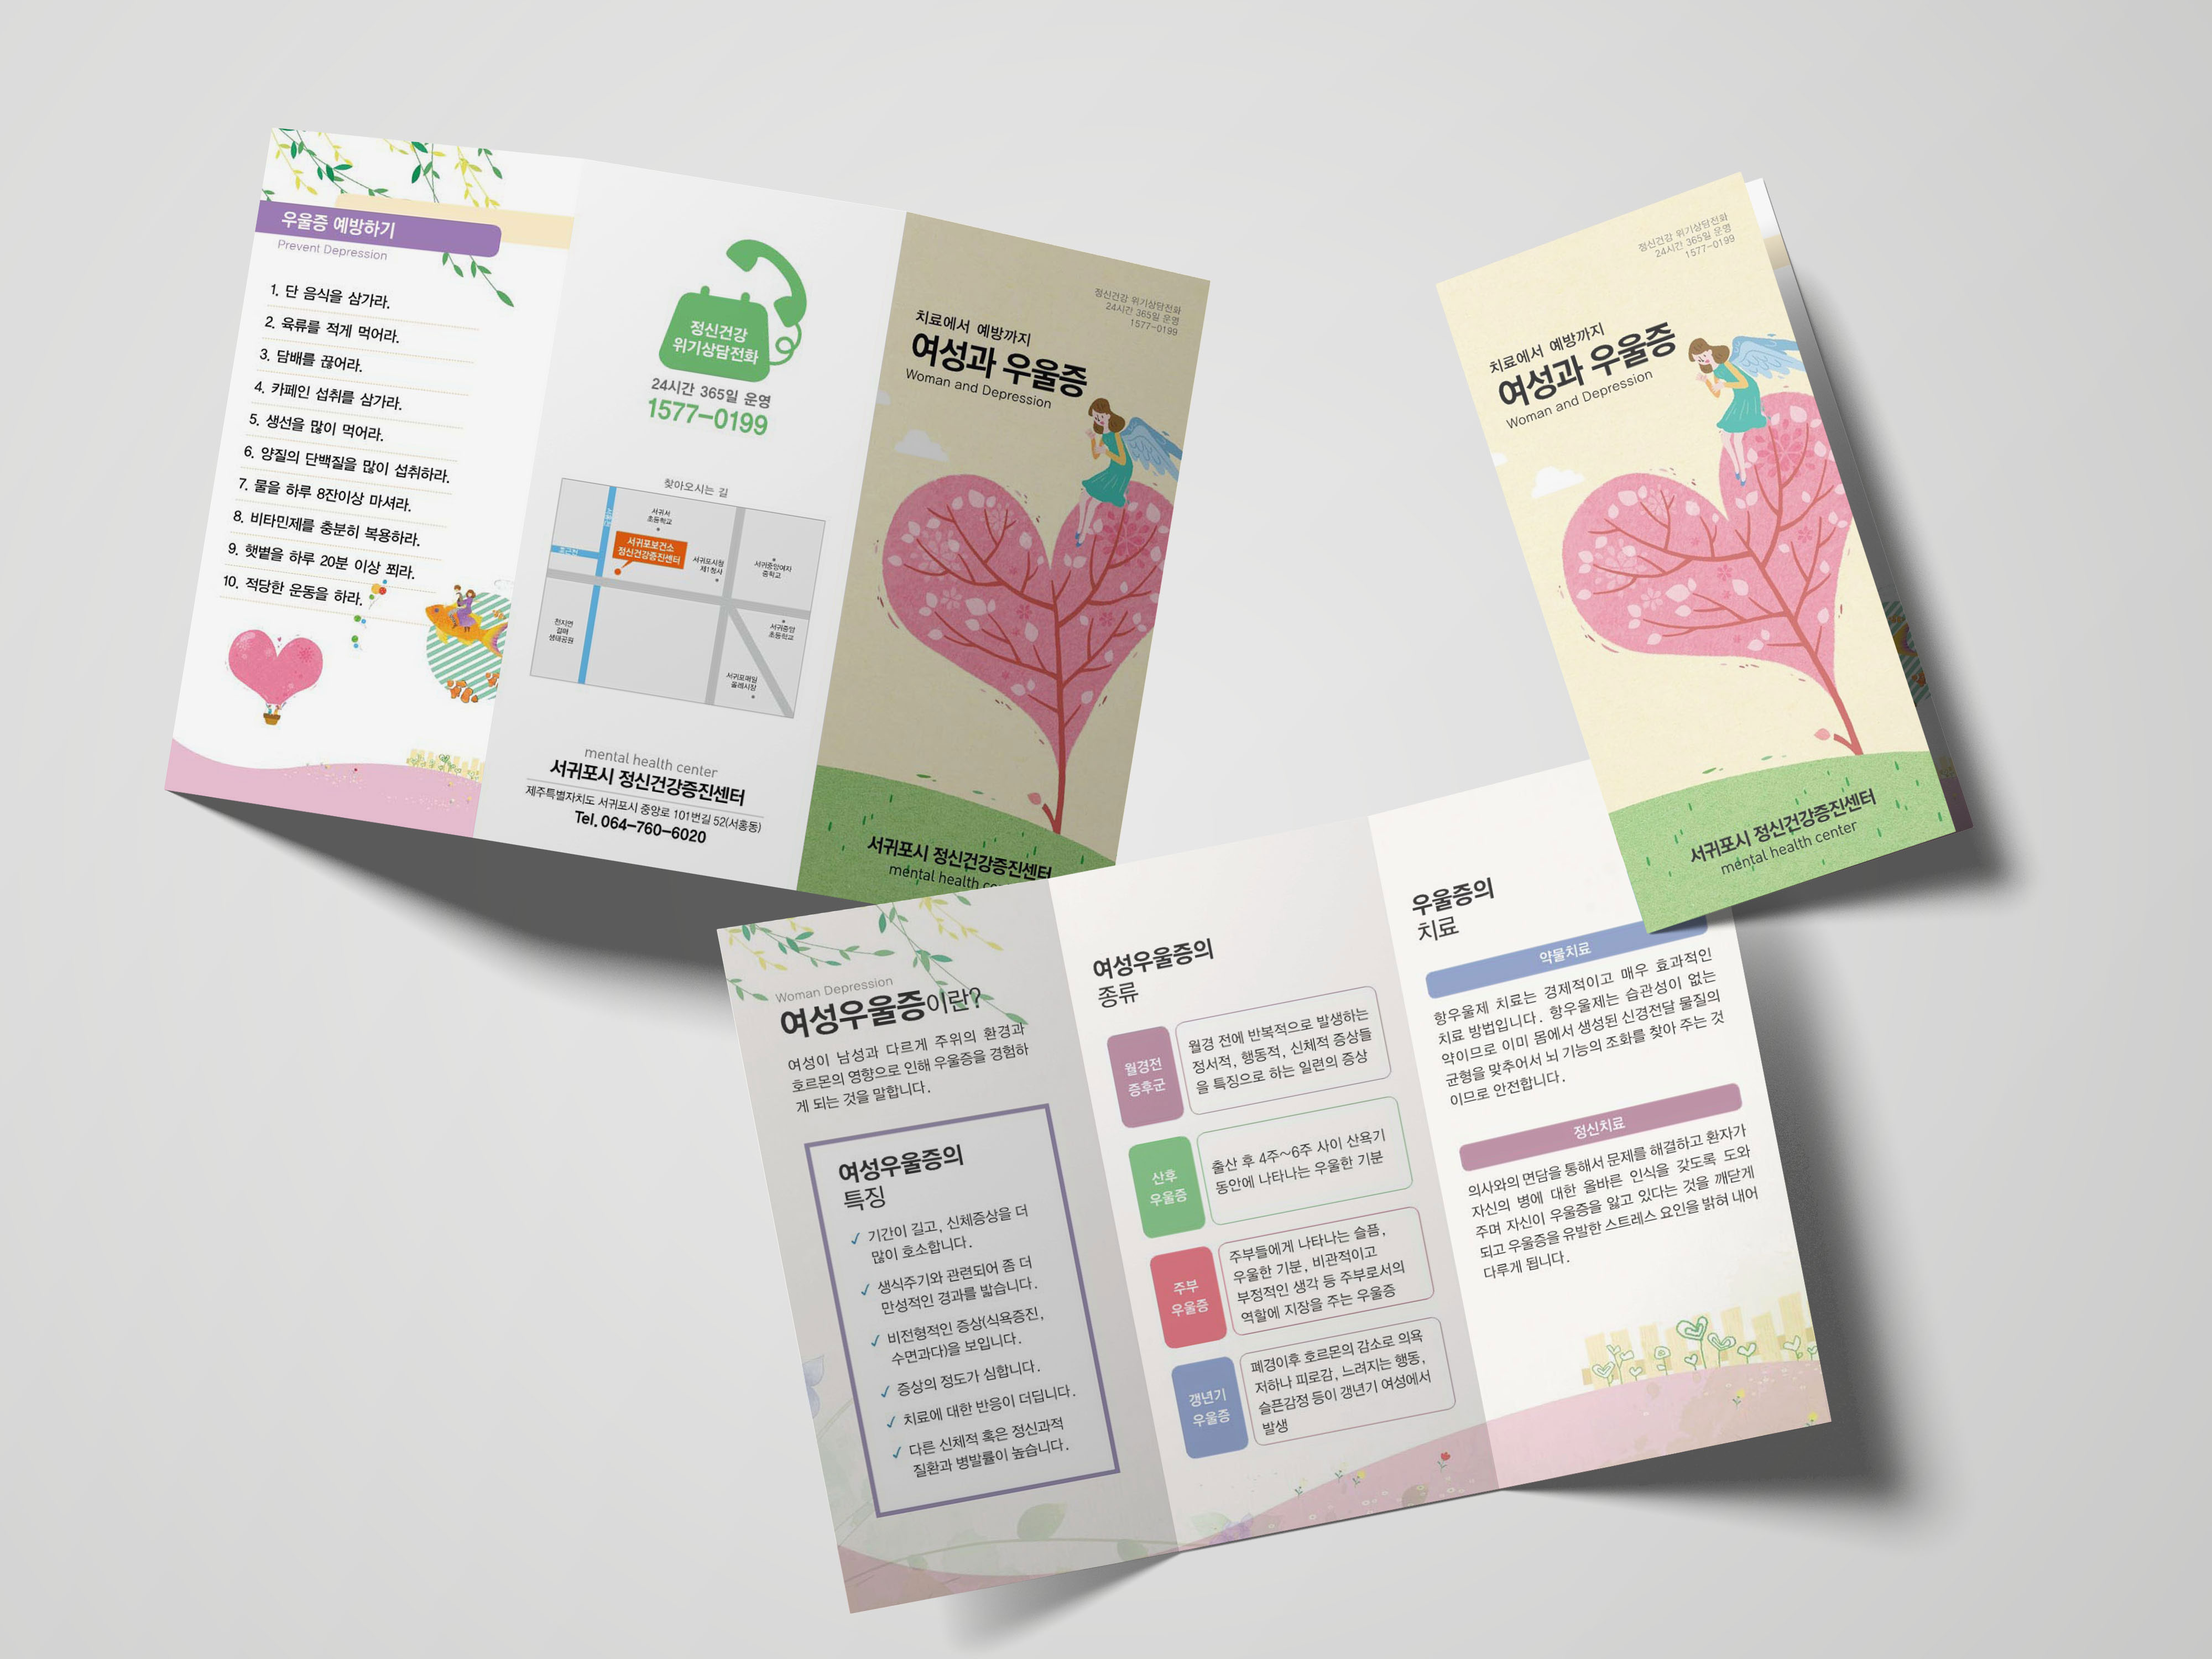 우울증 예방하기
Prevent Depression
1. 단 음식을 삼가라.
2. 육류를 적게 먹어라.
3. 담배를 끊어라.
4. 카페인 섭취를 삼가라.
5. 생선을 많이 먹어라.
6. 양질의 단백질을 많이 섭취하라.
7. 물을 하루 8잔이상 마셔라.
8. 비타민제를 충분히 복용하라.
9. 햇볕을 하루 20분 이상 쬐라.
10. 적당한 운동을 하라.
정신건강
위기상담전화
24시간 365일 운영
1577-0199
찾아오시는 길
서귀서
초등학교
서귀포보건소
정신건강증진센터
서귀포시청
제1청사
서귀중앙여자
중학교
천지연
걸매
생태공원
서귀중앙
초등학교
서귀포매일
올레시장
mental health center
서귀포시 정신건강증진센터
제주특별자치도 서귀포시 중앙로 101번길 52(서홍동)
Tel. 064-760-6020
정신건강 위기상담전화
24시간 365일 운영
1577-0199
치료에서 예방까지
여성과 우울증
Woman and Depression
서귀포시 정신건강증진센터
mental health
정신건강 위기상담전화
24시간 365일 운영
1577-0199
치료에서 예방까지
여성과 우울증
Woman and Depression
서귀포시 정신건강증진센터
mental health center
Woman Depression
여성우울증이란?
여성이 남성과 다르게 주위의 환경과
호르몬의 영향으로 인해 우울증을 경험하
게 되는 것을 말합니다.
여성우울증의
특징
✓ 기간이 길고, 신체증상을 더
많이 호소합니다.
✓ 생식주기와 관련되어 좀 더
만성적인 경과를 밟습니다.
✓ 비전형적인 증상(식욕증진,
수면과다)을 보입니다.
✓ 증상의 정도가 심합니다.
✓ 치료에 대한 반응이 더딥니다.
✓ 다른 신체적 혹은 정신과적
질환과 병발률이 높습니다.
여성우울증의
종류
월경전
증후군
월경 전에 반복적으로 발생하는
정서적, 행동적, 신체적 증상들
을 특징으로 하는 일련의 증상
산후
우울증
출산 후 4주~6주 사이 산욕기
동안에 나타나는 우울한 기분
주부
우울증
주부들에게 나타나는 슬픔,
우울한 기분, 비관적이고
부정적인 생각 등 주부로서의
역할에 지장을 주는 우울증
갱년기
우울증
폐경이후 호르몬의 감소로 의욕
저하나 피로감, 느려지는 행동,
슬픈감정 등이 갱년기 여성에서
발생
우울증의
치료
약물치료
항우울제 치료는 경제적이고 매우 효과적인
치료 방법입니다. 항우울제는 습관성이 없는
약이므로 이미 몸에서 생성된 신경전달 물질의
균형을 맞추어서 뇌 기능의 조화를 찾아 주는 것
이므로 안전합니다.
정신치료
의사와의 면담을 통해서 문제를 해결하고 환자가
자신의 병에 대한 올바른 인식을 갖도록 도와
주며 자신이 우울증을 앓고 있다는 것을 깨닫게
되고 우울증을 유발한 스트레스 요인을 밝혀 내어
다루게 됩니다.